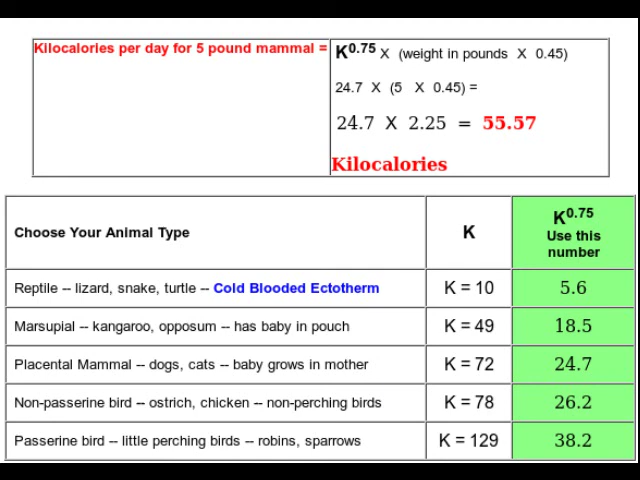 Kilocalories per day for 5 pound mammal =
K^0.75 X (weight in pounds X 0.45)
24.7 X (5 X 0.45) =
24.7 X 2.25 = 55.57
Kilocalories
Choose Your Animal Type
K
K^0.75
Use this
number
Reptile -- lizard, snake, turtle -- Cold Blooded Ectotherm K = 10 5.6
Marsupial -- kangaroo, opposum -- has baby in pouch K = 49 18.5
Placental Mammal -- dogs, cats -- baby grows in mother K = 72 24.7
Non-passerine bird -- ostrich, chicken -- non-perching birds K = 78 26.2
Passerine bird -- little perching birds -- robins, sparrows K = 129 38.2